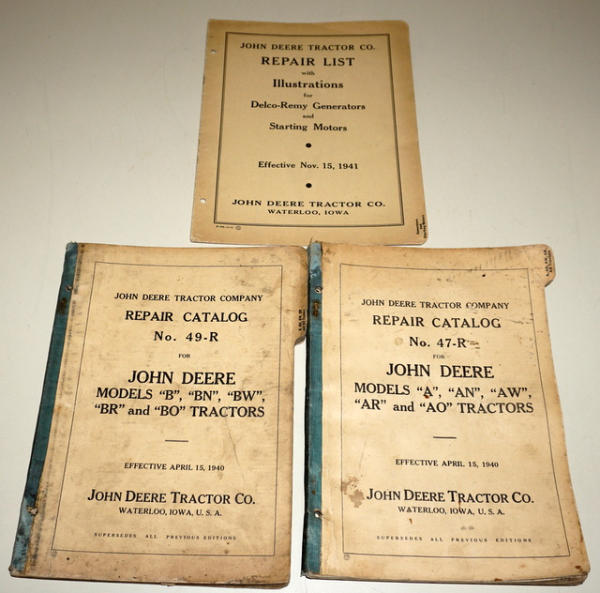 JOHN DEERE TRACTOR CO.
REPAIR LIST
with
Illustrations
for
Delco-Remy Generators
and
Starting Motors
Effective Nov. 15, 1941
JOHN DEERE TRACTOR CO.
WATERLOO, IOWA
JOHN DEERE TRACTOR COMPANY
REPAIR CATALOG
No. 49-R
FOR
JOHN DEERE
MODELS "B", "BN", "BW",
"BR" and "BO" TRACTORS
EFFECTIVE APRIL 15, 1940
JOHN DEERE TRACTOR CO.
WATERLOO, IOWA, U. S. A.
SUPERSEDES ALL PREVIOUS EDITIONS
JOHN DEERE TRACTOR COMPANY
REPAIR CATALOG
No. 47-R
FOR
JOHN DEERE
MODELS "A", "AN", "AW",
"AR" and "AO" TRACTORS
EFFECTIVE APRIL 15, 1940
JOHN DEERE TRACTOR CO.
WATERLOO, IOWA, U. S. A.
SUPERSEDES ALL PREVIOUS EDITIONS